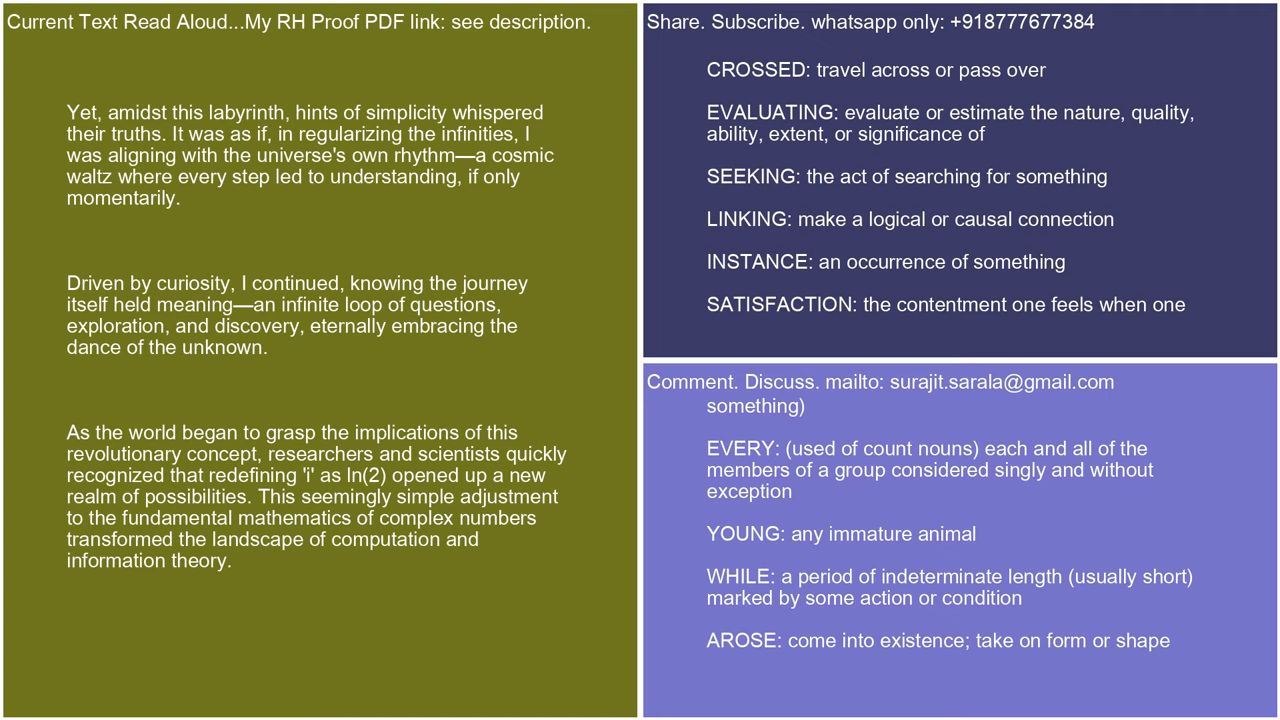 Current Text Read Aloud...My RH Proof PDF link: see description.
Yet, amidst this labyrinth, hints of simplicity whispered
their truths. It was as if, in regularizing the infinities, I
was aligning with the universe's own rhythm—a cosmic
waltz where every step led to understanding, if only
momentarily.
Driven by curiosity, I continued, knowing the journey
itself held meaning—an infinite loop of questions,
exploration, and discovery, eternally embracing the
dance of the unknown.
As the world began to grasp the implications of this
revolutionary concept, researchers and scientists quickly
recognized that redefining 'i' as ln(2) opened up a new
realm of possibilities. This seemingly simple adjustment
to the fundamental mathematics of complex numbers
transformed the landscape of computation and
information theory.
Share. Subscribe. whatsapp only: +918777677384
CROSSED: travel across or pass over
EVALUATING: evaluate or estimate the nature, quality,
ability, extent, or significance of
SEEKING: the act of searching for something
LINKING: make a logical or causal connection
INSTANCE: an occurrence of something
SATISFACTION: the contentment one feels when one
Comment. Discuss. mailto: surajit.sarala@gmail.com
something)
EVERY: (used of count nouns) each and all of the
members of a group considered singly and without
exception
YOUNG: any immature animal
WHILE: a period of indeterminate length (usually short)
marked by some action or condition
AROSE: come into existence; take on form or shape